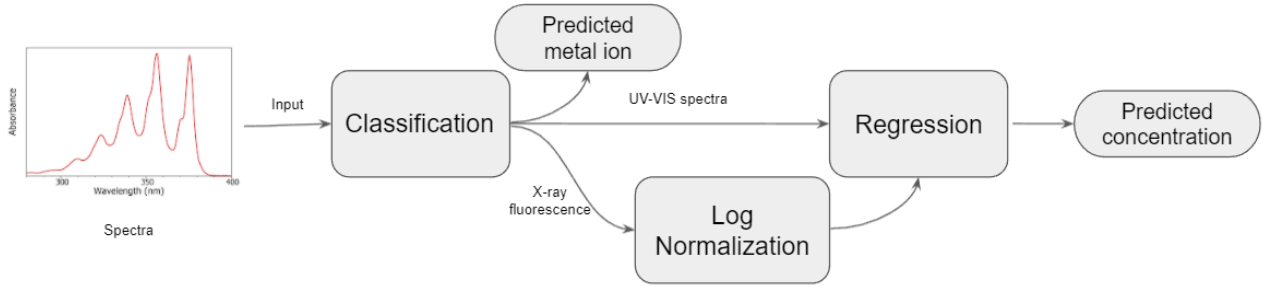 Absorbance
300
350
400
Wavelength (nm)
Spectra
Input
Classification
Predicted
metal ion
UV-VIS spectra
X-ray
fluorescence
Log
Normalization
Regression
Predicted
concentration